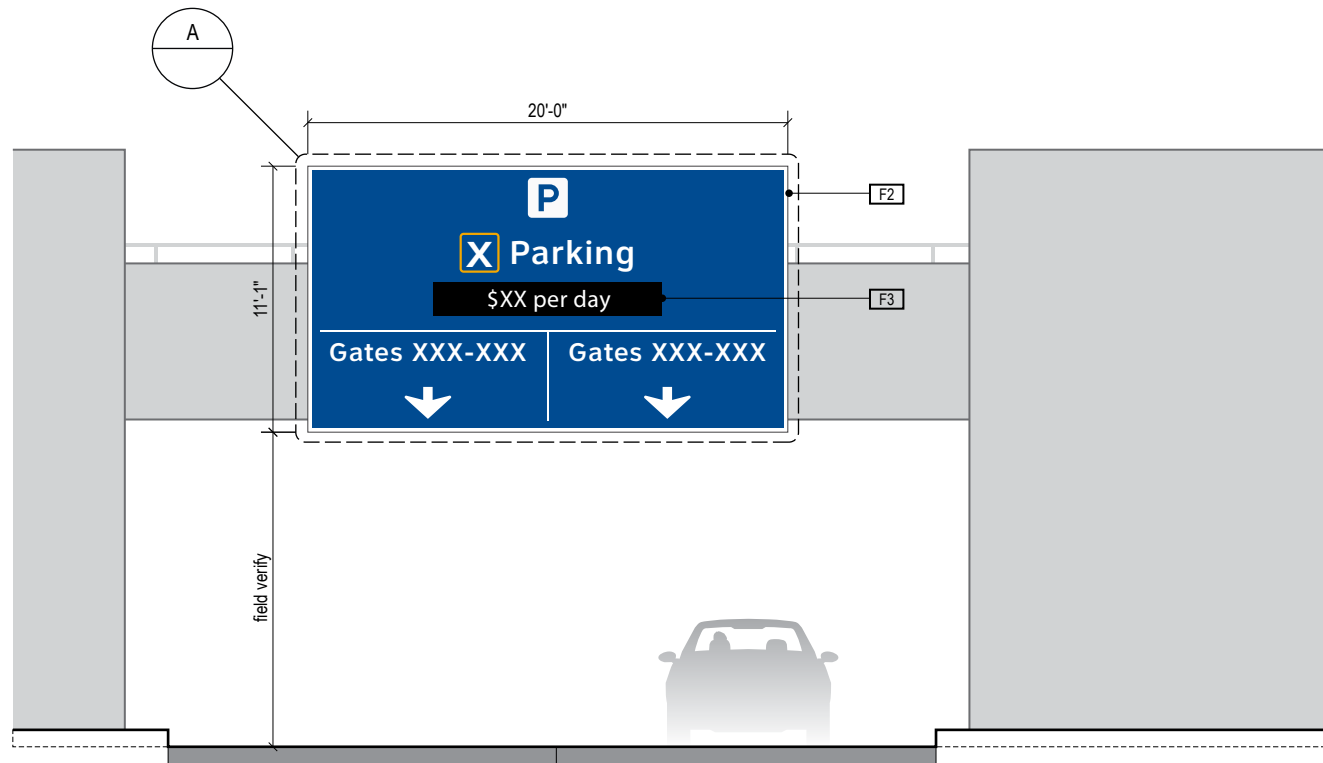 A
20'-0"
F2
P
X Parking
11'-1"
$XX per day
F3
Gates XXX-XXX
Gates XXX-XXX
field verify